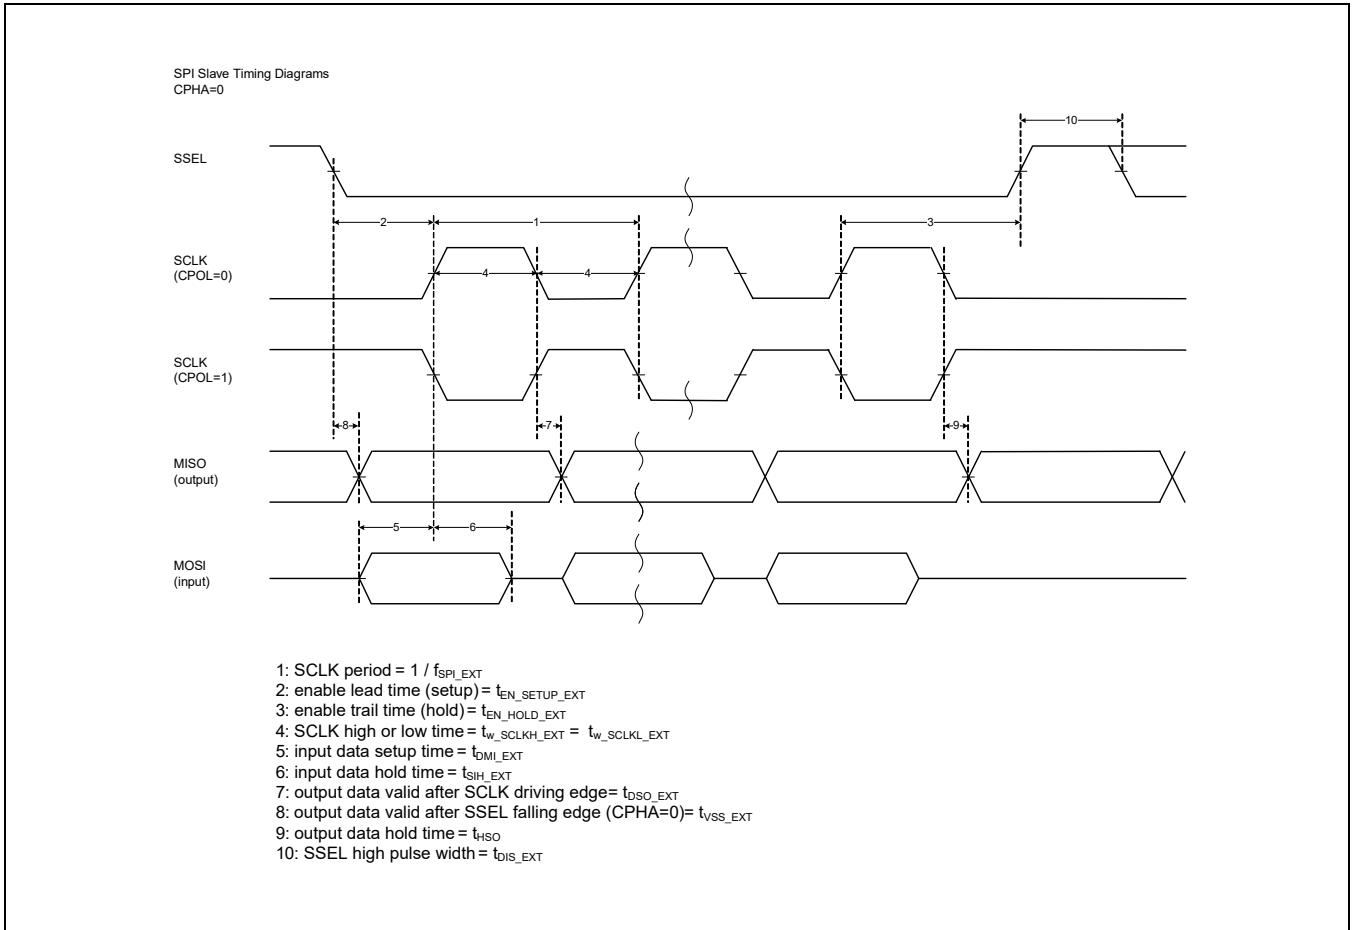 SPI Slave Timing Diagrams
CPHA=0
10
SSEL
2
1
3
SCLK
(CPOL=0)
4
4
SCLK
(CPOL=1)
8
7
9
MISO
(output)
5
6
MOSI
(input)
1: SCLK period = 1 / fSPI_EXT
2: enable lead time (setup) = tEN_SETUP_EXT
3: enable trail time (hold) = tEN_HOLD_EXT
4: SCLK high or low time = tw_SCLKH_EXT = tw_SCLKL_EXT
5: input data setup time = tDMI_EXT
6: input data hold time = tSIH_EXT
7: output data valid after SCLK driving edge= tDSO_EXT
8: output data valid after SSEL falling edge (CPHA=0)= tVSS_EXT
9: output data hold time = tHSO
10: SSEL high pulse width = tDIS_EXT